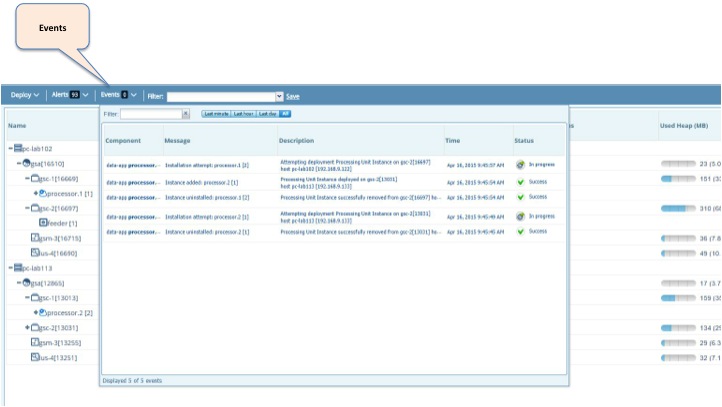 Events
Deploy Alerts 93 Events 0 Filter: Save
Filter: Last minute Last hour Last day All
Name Used Heap (MB)
Component Message Description Time Status
data-app processor... Installation attempt: processor.1 [2] Attempting deployment Processing Unit Instance on gsc-2[16697] Apr 16, 2015 9:45:57 AM In progress
host pc-lab102 [192.168.9.132]
data-app processor... Instance added: processor.2 [1] Processing Unit Instance deployed on gsc-2[13031] Apr 16, 2015 9:45:54 AM Success
host pc-lab113 [192.168.9.133]
data-app processor... Instance uninstalled: processor.1 [2] Processing Unit Instance successfully removed from gsc-2[16697] ho... Apr 16, 2015 9:45:54 AM Success
data-app processor... Installation attempt: processor.2 [1] Attempting deployment Processing Unit Instance on gsc-2[13031] Apr 16, 2015 9:45:49 AM In progress
host pc-lab113 [192.168.9.133]
data-app processor... Instance uninstalled: processor.2 [1] Processing Unit Instance successfully removed from gsc-2[13031] ho... Apr 16, 2015 9:45:45 AM Success
pc-lab102
gsa[16510] 23 (5.0
gsc-1[16669] 151 (33
processor.1 [1]
gsc-2[16697] 310 (68
feeder [1]
gsm-3[16715] 36 (7.8
lus-4[16690] 49 (10.
pc-lab113
gsa[12865] 17 (3.7
gsc-1[13013] 159 (35
processor.2 [2]
gsc-2[13031] 134 (29
gsm-3[13255] 29 (6.3
lus-4[13251] 32 (7.1
Displayed 5 of 5 events